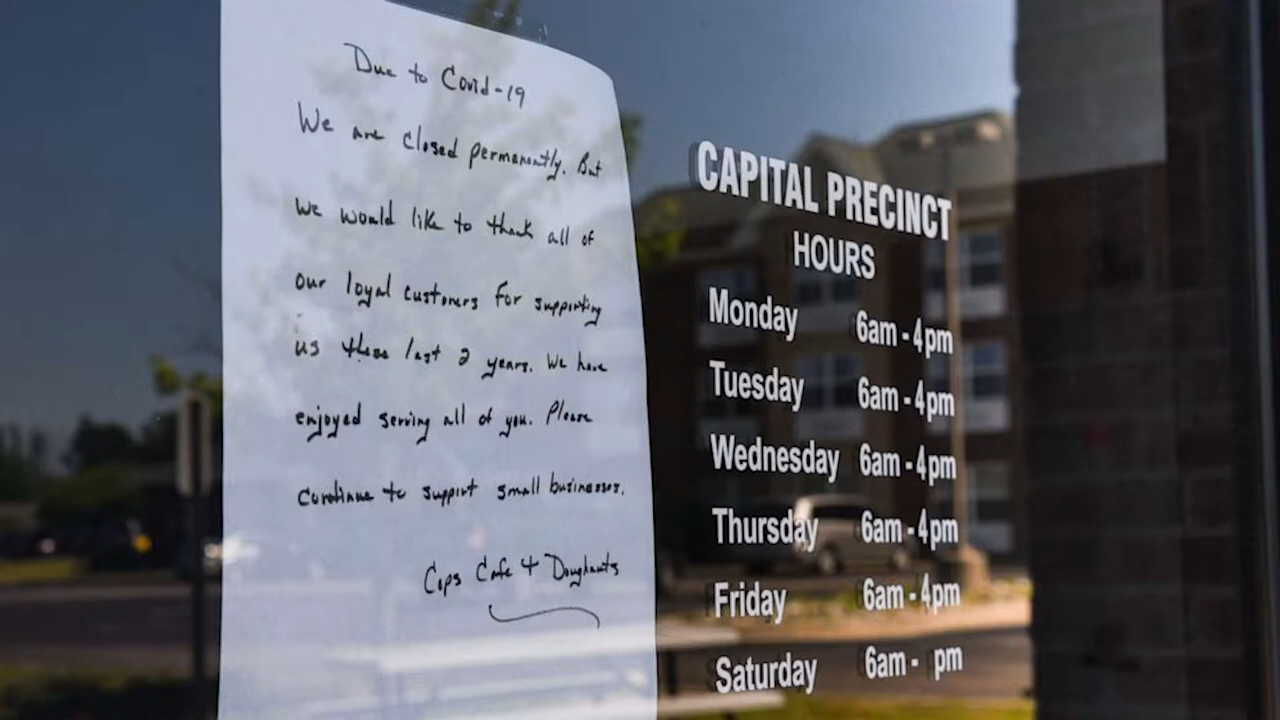 Due to Covid-19
We are closed permanently. But
we would like to thank all of
our loyal customers for supporting
us these last 2 years. We have
enjoyed serving all of you. Please
continue to support small businesses.
Cops Cafe & Doughnuts
CAPITAL PRECINCT
HOURS
Monday 6am - 4pm
Tuesday 6am - 4pm
Wednesday 6am - 4pm
Thursday 6am - 4pm
Friday 6am - 4pm
Saturday 6am - pm